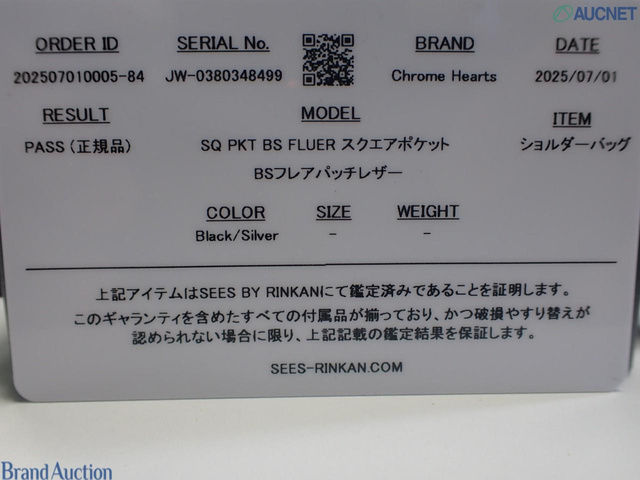 AUCNET
ORDER ID SERIAL No. BRAND DATE
202507010005-84 JW-0380348499 Chrome Hearts 2025/07/01
RESULT MODEL ITEM
PASS（正規品） SQ PKT BS FLUER スクエアポケット ショルダーバッグ
BSフレアパッチレザー
COLOR SIZE WEIGHT
Black/Silver - -
上記アイテムはSEES BY RINKANにて鑑定済みであることを証明します。
このギャランティを含めたすべての付属品が揃っており、かつ破損やすり替えが
認められない場合に限り、上記記載の鑑定結果を保証します。
SEES-RINKAN.COM
Brand Auction